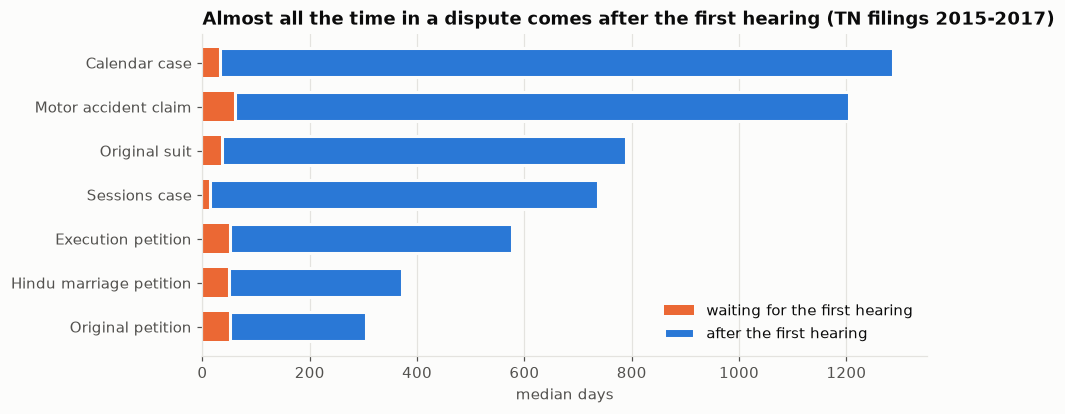 Almost all the time in a dispute comes after the first hearing (TN filings 2015-2017)
Calendar case
Motor accident claim
Original suit
Sessions case
Execution petition
Hindu marriage petition
Original petition
waiting for the first hearing
after the first hearing
0 200 400 600 800 1000 1200
median days